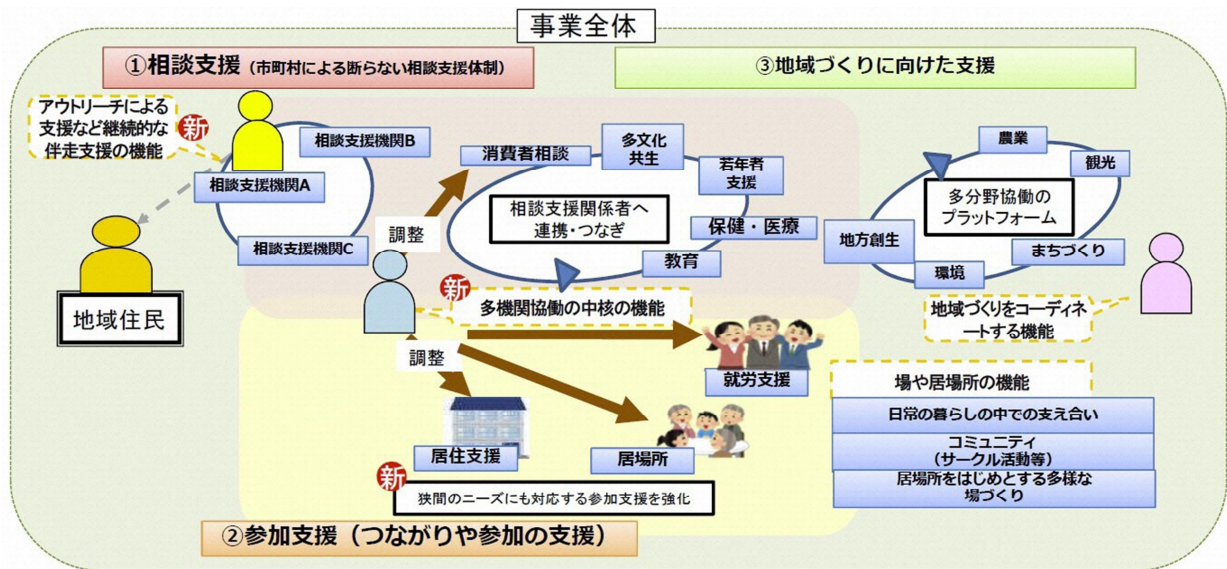 事業全体
①相談支援（市町村による断らない相談支援体制）
③地域づくりに向けた支援
アウトリーチによる
支援など継続的な
伴走支援の機能
新
相談支援機関B
相談支援機関A
相談支援機関C
地域住民
消費者相談
多文化
共生
若年者
支援
保健・医療
教育
相談支援関係者へ
連携・つなぎ
調整
新
多機関協働の中核の機能
調整
就労支援
居住支援
居場所
新
狭間のニーズにも対応する参加支援を強化
②参加支援（つながりや参加の支援）
農業
観光
多分野協働の
プラットフォーム
地方創生
まちづくり
環境
地域づくりをコーディネ
ートする機能
場や居場所の機能
日常の暮らしの中での支え合い
コミュニティ
（サークル活動等）
居場所をはじめとする多様な
場づくり